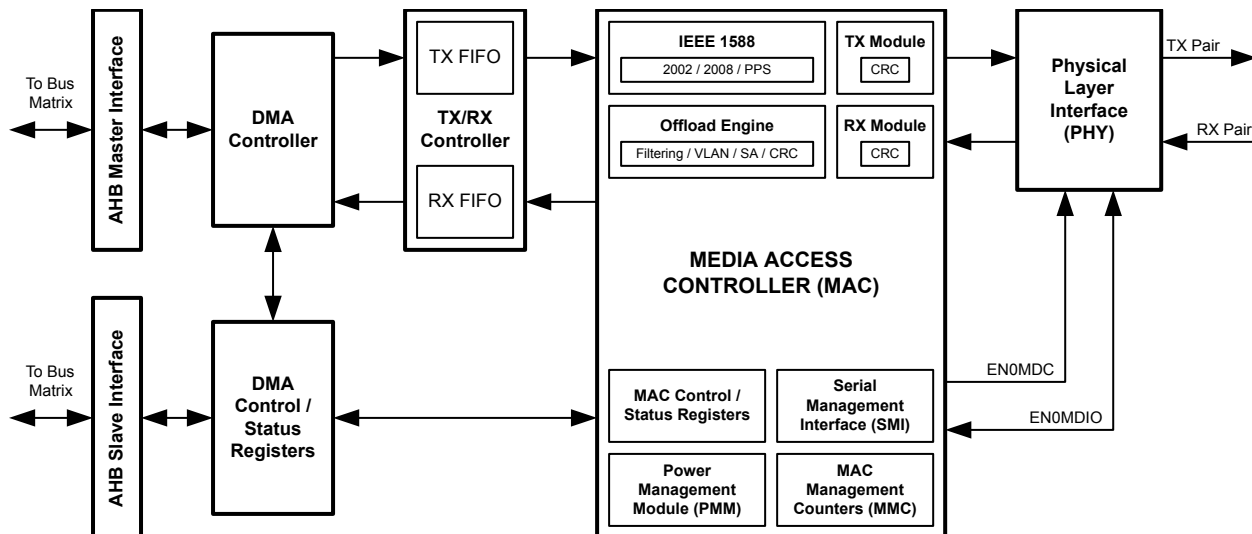 To Bus
Matrix
AHB Master Interface
DMA
Controller
TX FIFO
TX/RX
Controller
RX FIFO
IEEE 1588
2002 / 2008 / PPS
TX Module
CRC
Offload Engine
Filtering / VLAN / SA / CRC
RX Module
CRC
MEDIA ACCESS
CONTROLLER (MAC)
Physical
Layer
Interface
(PHY)
TX Pair
RX Pair
To Bus
Matrix
AHB Slave Interface
DMA
Control /
Status
Registers
MAC Control /
Status Registers
Serial
Management
Interface (SMI)
Power
Management
Module (PMM)
MAC
Management
Counters (MMC)
EN0MDC
EN0MDIO